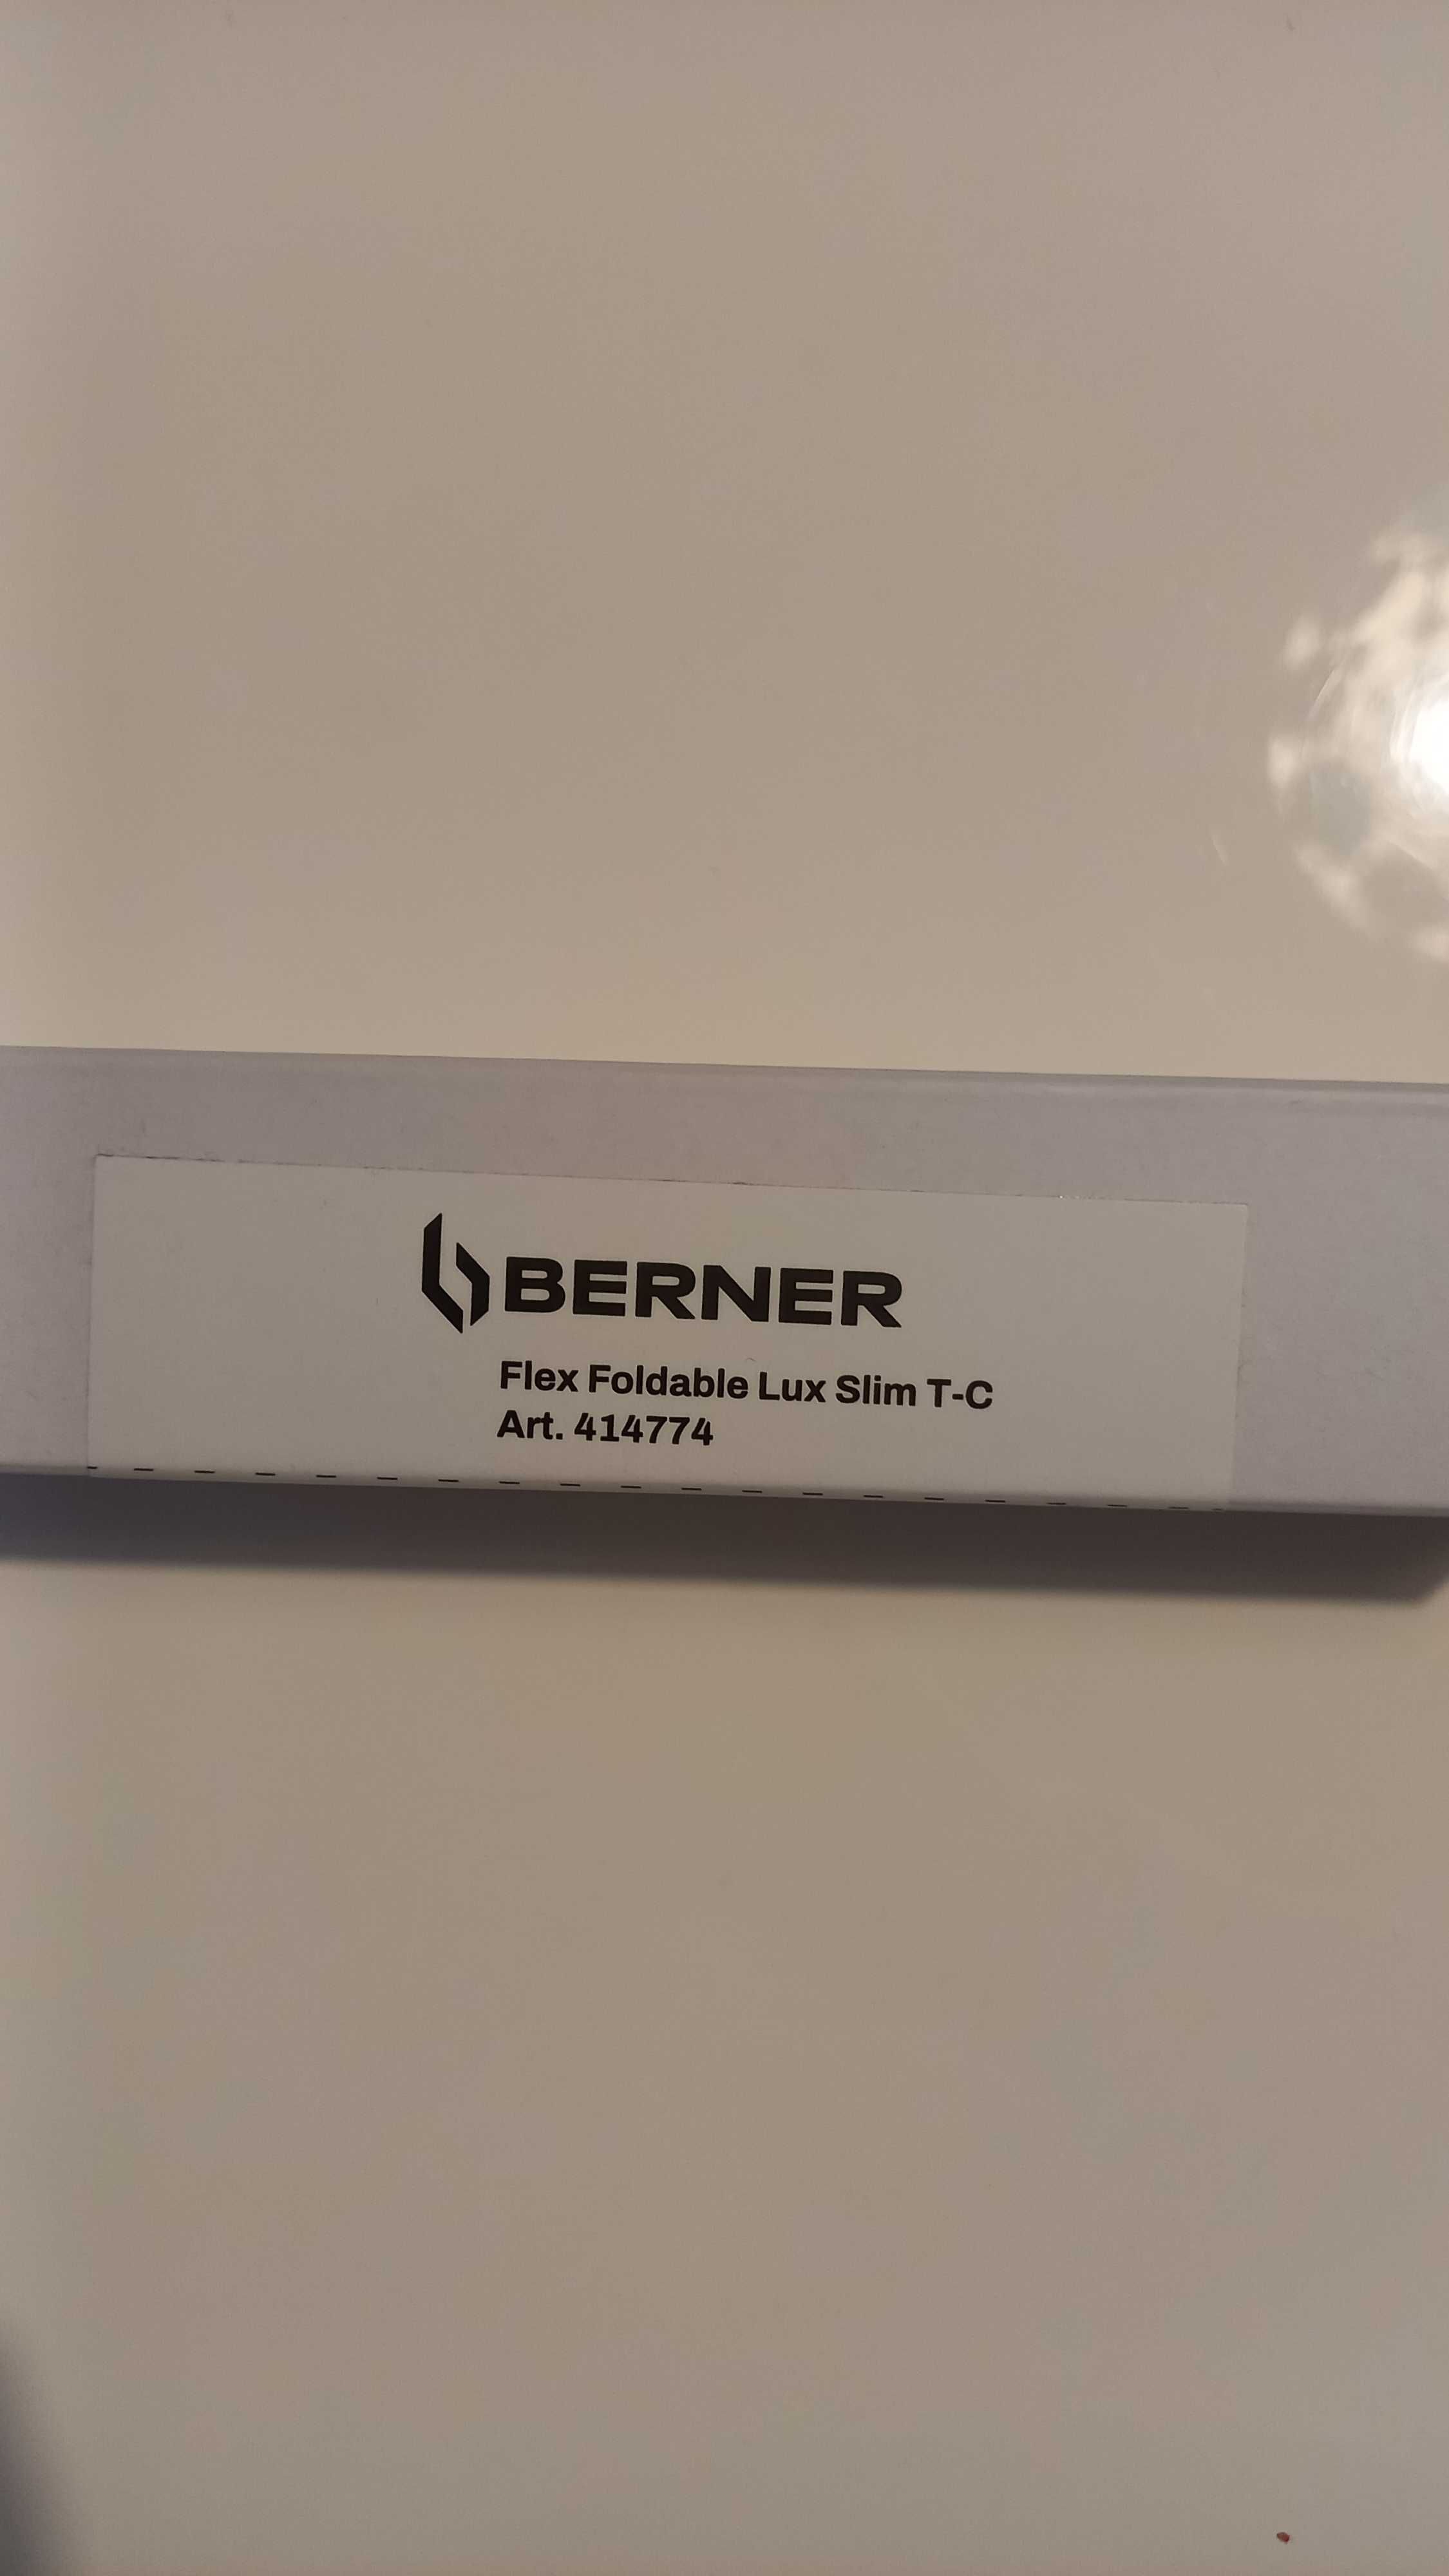 BERNER
Flex Foldable Lux Slim T-C
Art. 414774